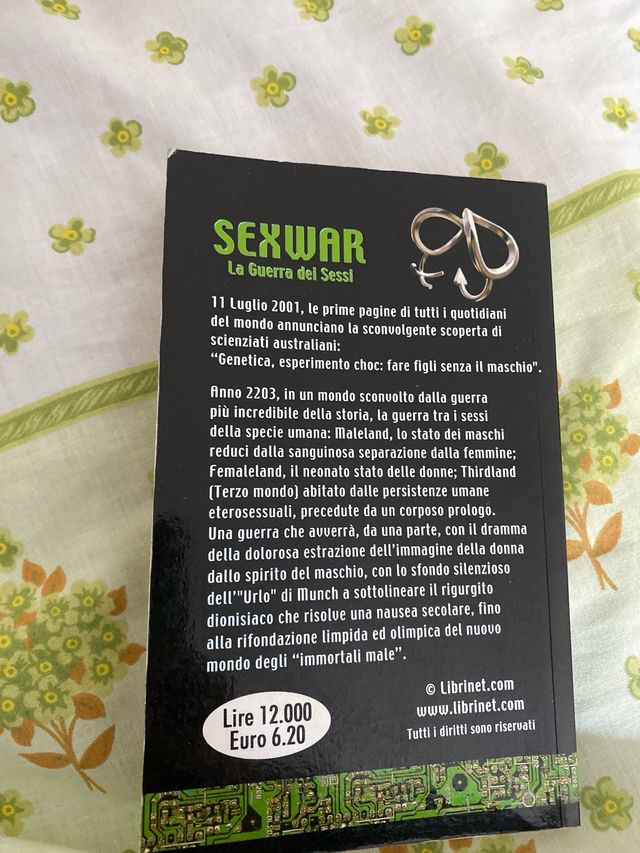 SEXWAR
La Guerra dei Sessi
11 Luglio 2001, le prime pagine di tutti i quotidiani
del mondo annunciano la sconvolgente scoperta di
scienziati australiani:
“Genetica, esperimento choc: fare figli senza il maschio".
Anno 2203, in un mondo sconvolto dalla guerra
più incredibile della storia, la guerra tra i sessi
della specie umana: Maleland, lo stato dei maschi
reduci dalla sanguinosa separazione dalla femmine;
Femaleland, il neonato stato delle donne; Thirdland
(Terzo mondo) abitato dalle persistenze umane
eterosessuali, precedute da un corposo prologo.
Una guerra che avverrà, da una parte, con il dramma
della dolorosa estrazione dell'immagine della donna
dallo spirito del maschio, con lo sfondo silenzioso
dell'"Urlo" di Munch a sottolineare il rigurgito
dionisiaco che risolve una nausea secolare, fino
alla rifondazione limpida ed olimpica del nuovo
mondo degli “immortali male”.
© Librinet.com
www.librinet.com
Tutti i diritti sono riservati
Lire 12.000
Euro 6.20